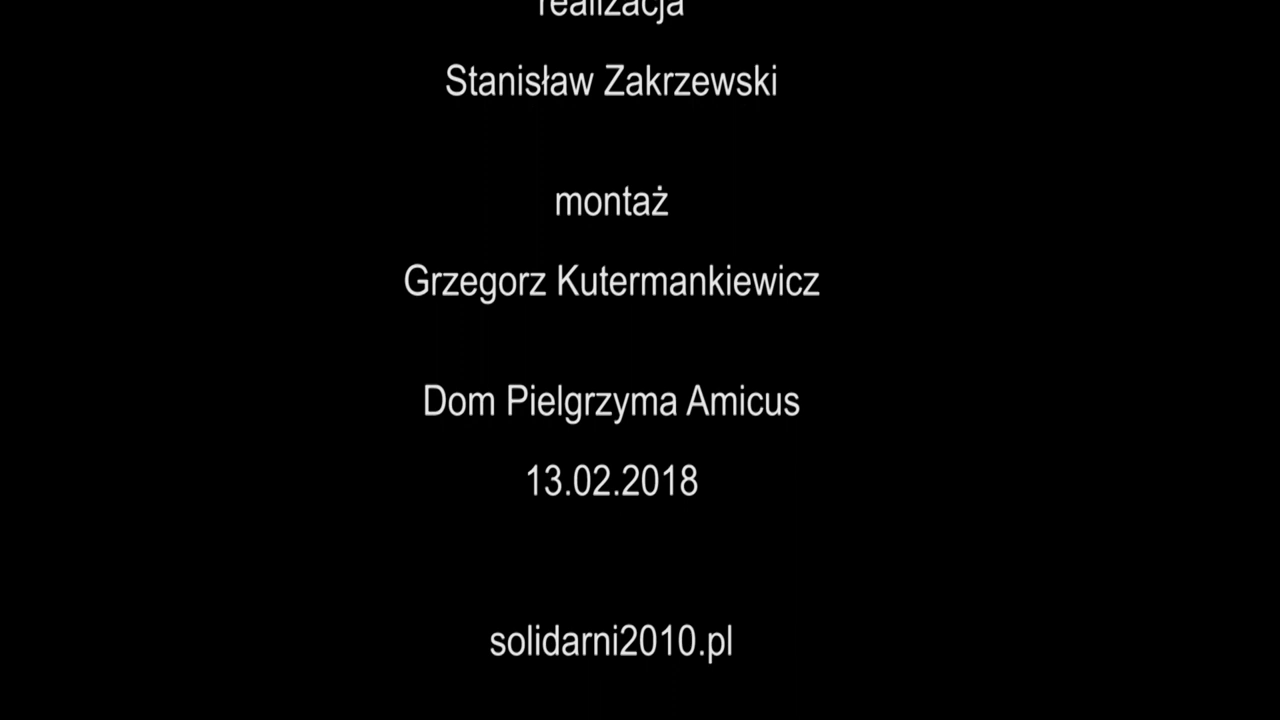 realizacja
Stanisław Zakrzewski
montaż
Grzegorz Kutermankiewicz
Dom Pielgrzyma Amicus
13.02.2018
solidarni2010.pl